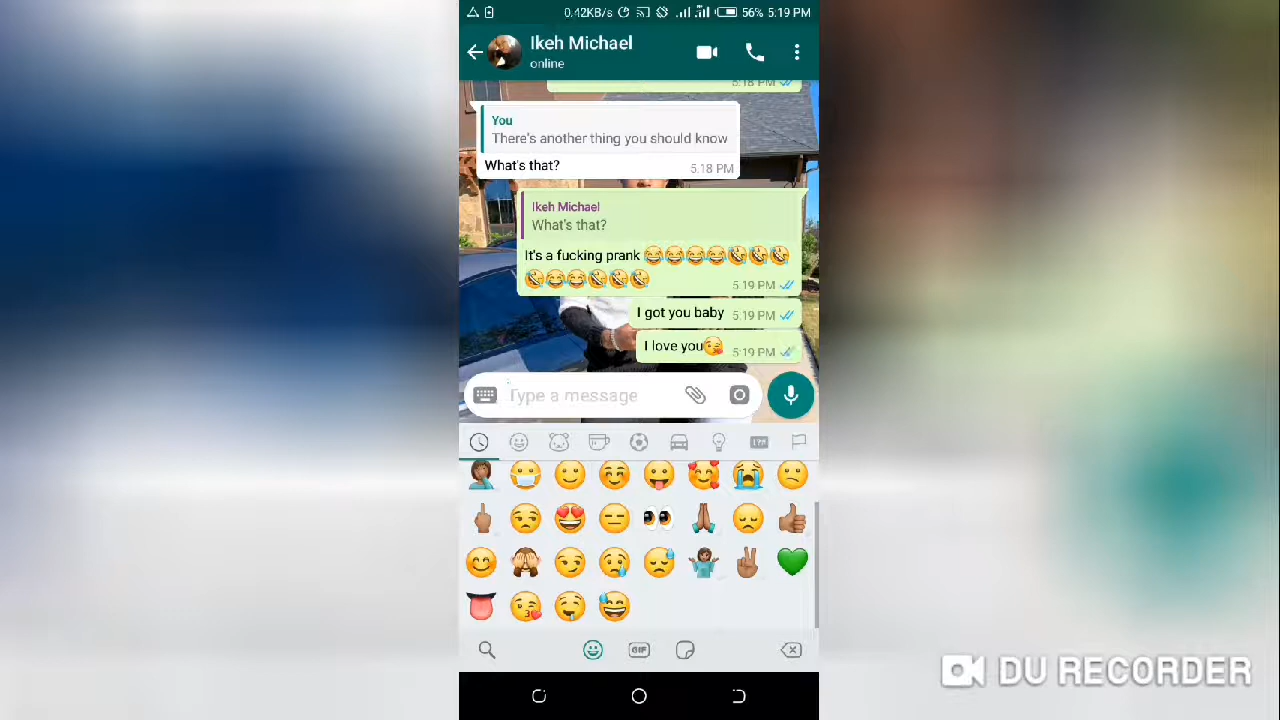 0.42KB/s 56% 5:19 PM
Ikeh Michael
online
5:18 PM
You
There's another thing you should know
What's that?
5:18 PM
Ikeh Michael
What's that?
It's a fucking prank 😂😂😂😂🤣🤣🤣
🤣😂😂🤣🤣🤣
5:19 PM
I got you baby 5:19 PM
I love you😘 5:19 PM
Type a message
GIF
DU RECORDER